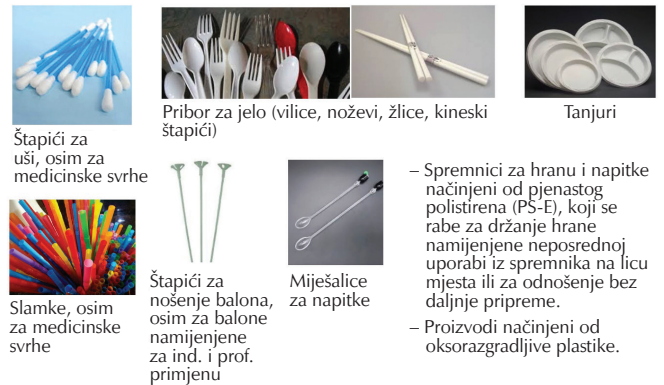 Štapići za
uši, osim za
medicinske svrhe
Pribor za jelo (vilice, noževi, žlice, kineski
štapići)
Tanjuri
Slamke, osim
za medicinske
svrhe
Štapići za
nošenje balona,
osim za balone
namijenjene
za ind. i prof.
primjenu
Miješalice
za napitke
– Spremnici za hranu i napitke
načinjeni od pjenastog
polistirena (PS-E), koji se
rabe za držanje hrane
namijenjene neposrednoj
uporabi iz spremnika na licu
mjesta ili za odnošenje bez
daljnje pripreme.
– Proizvodi načinjeni od
oksorazgradljive plastike.